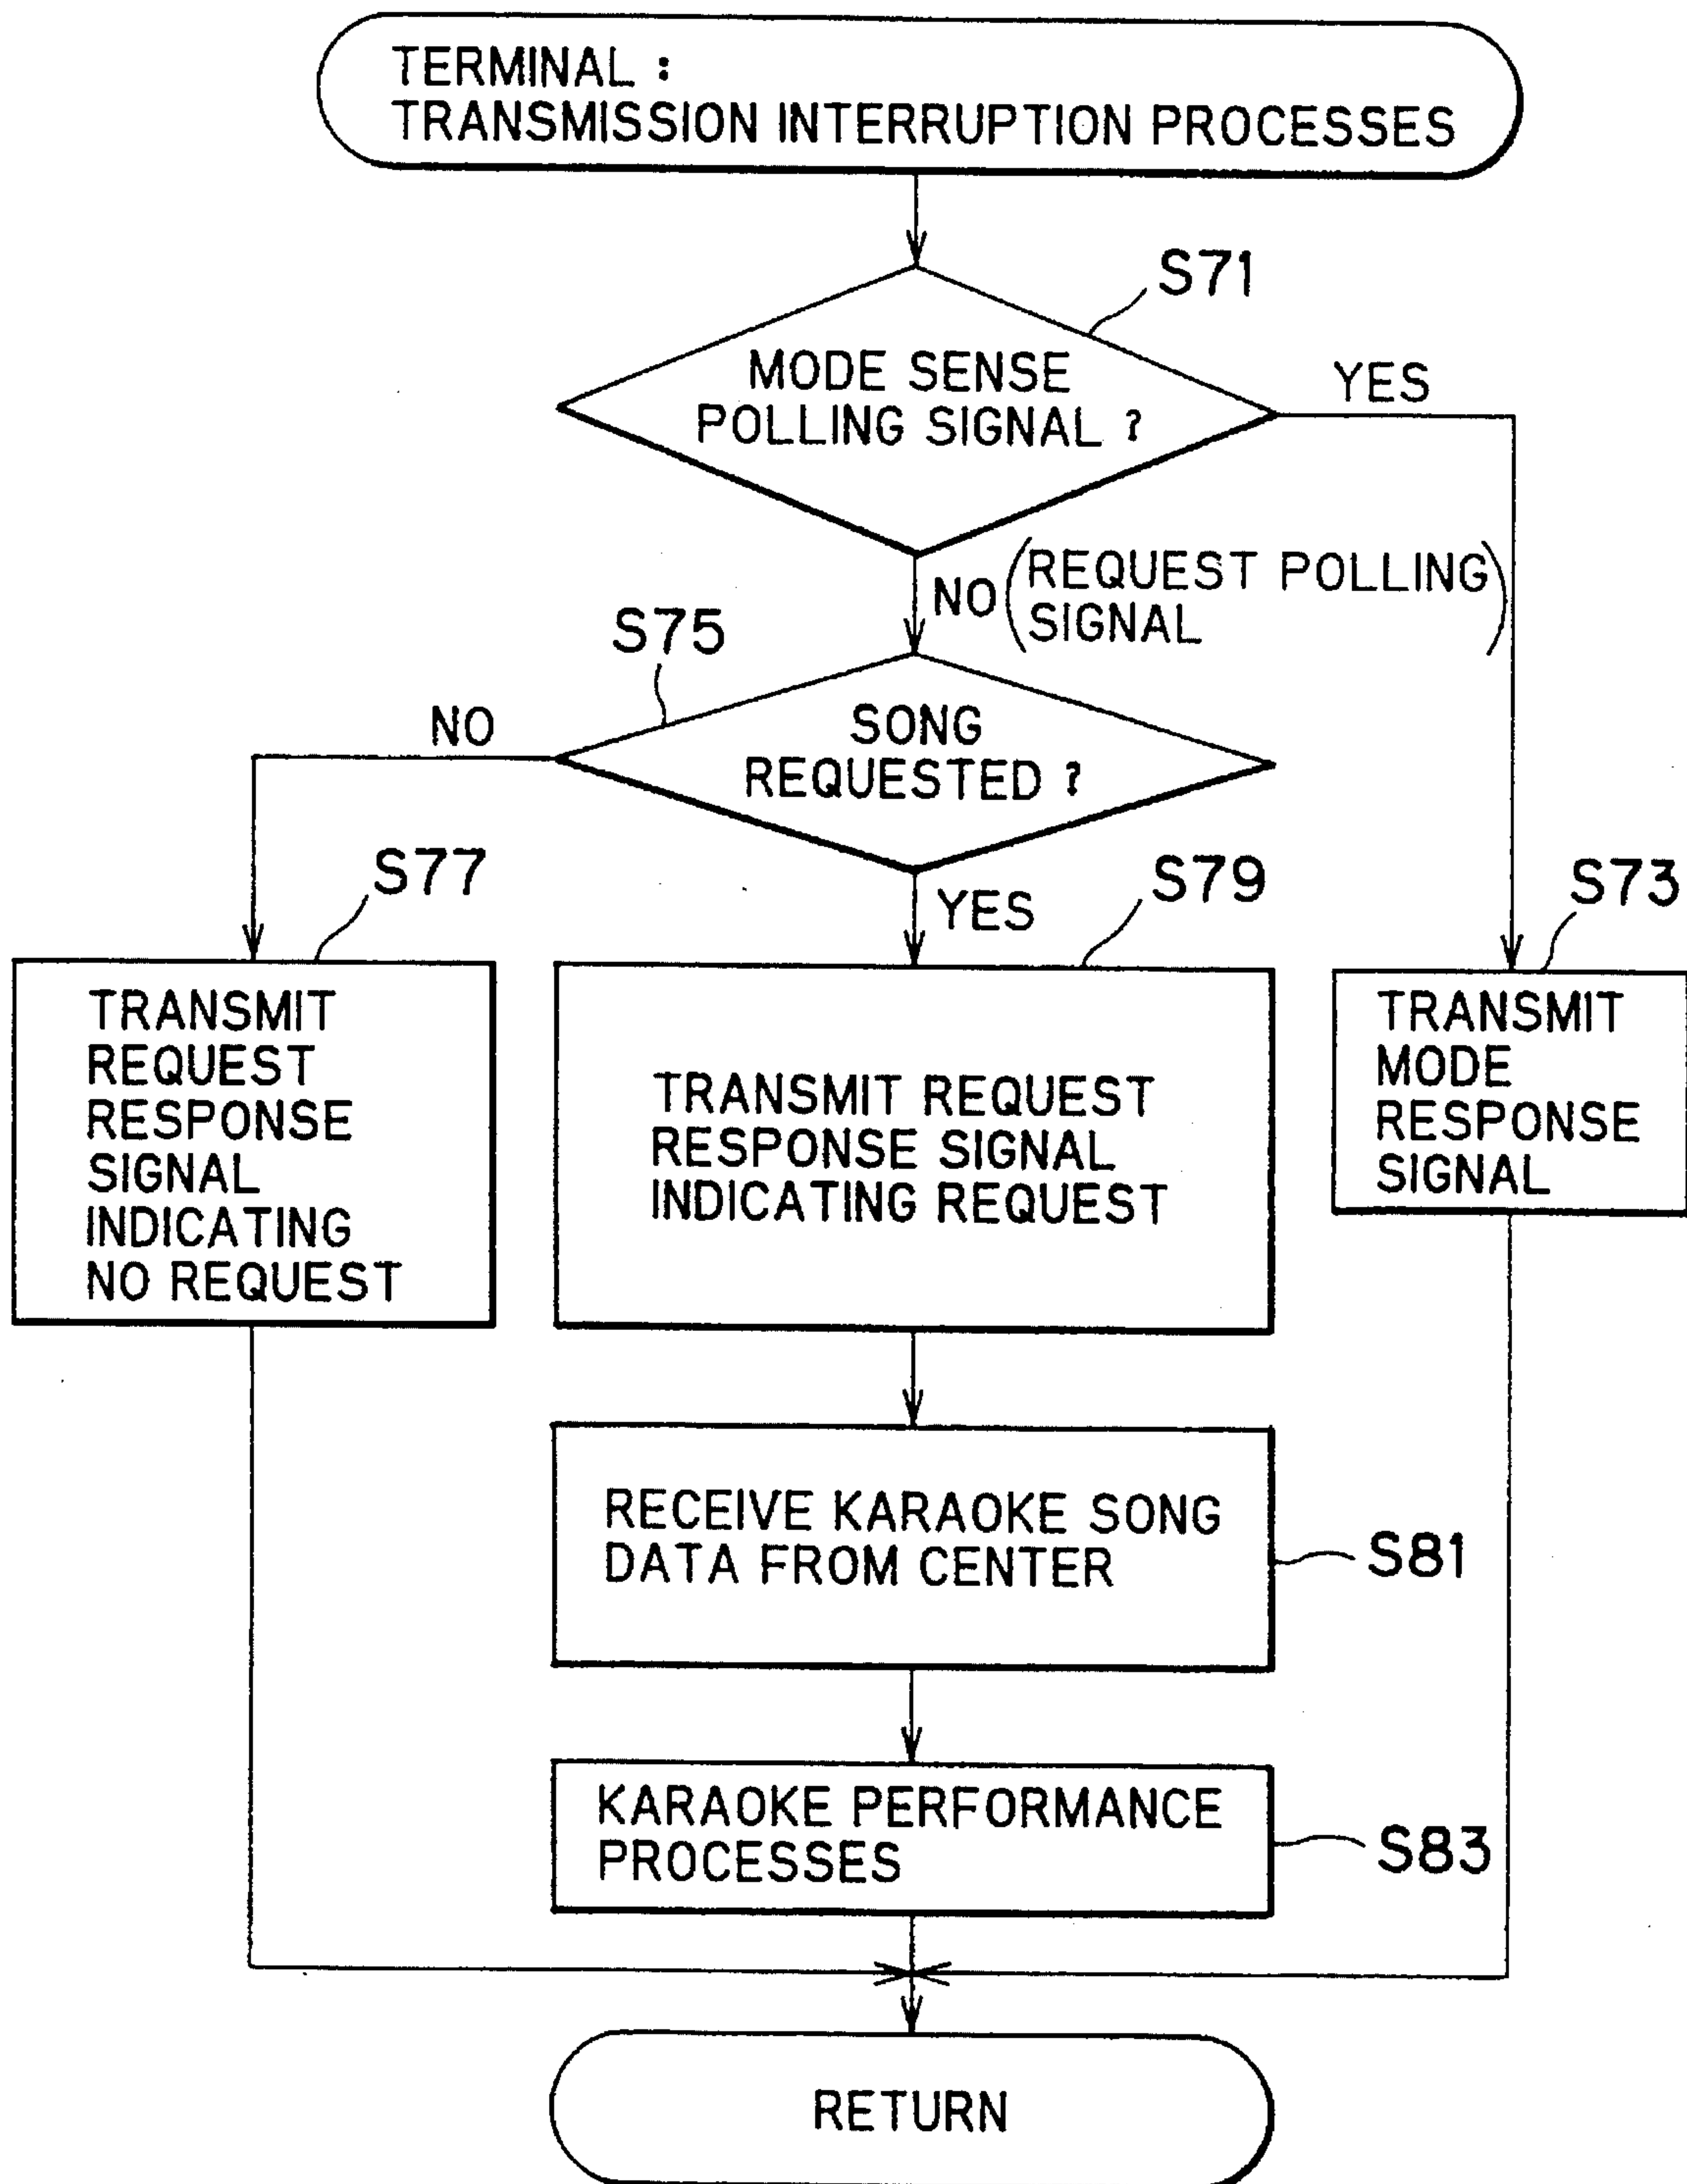 TERMINAL :
TRANSMISSION INTERRUPTION PROCESSES
S71
MODE SENSE
POLLING SIGNAL ?
YES
NO (REQUEST POLLING
SIGNAL)
S75
NO
SONG
REQUESTED ?
S77
YES
S79
S73
TRANSMIT
REQUEST
RESPONSE
SIGNAL
INDICATING
NO REQUEST
TRANSMIT REQUEST
RESPONSE SIGNAL
INDICATING REQUEST
TRANSMIT
MODE
RESPONSE
SIGNAL
RECEIVE KARAOKE SONG
DATA FROM CENTER
S81
KARAOKE PERFORMANCE
PROCESSES
S83
RETURN